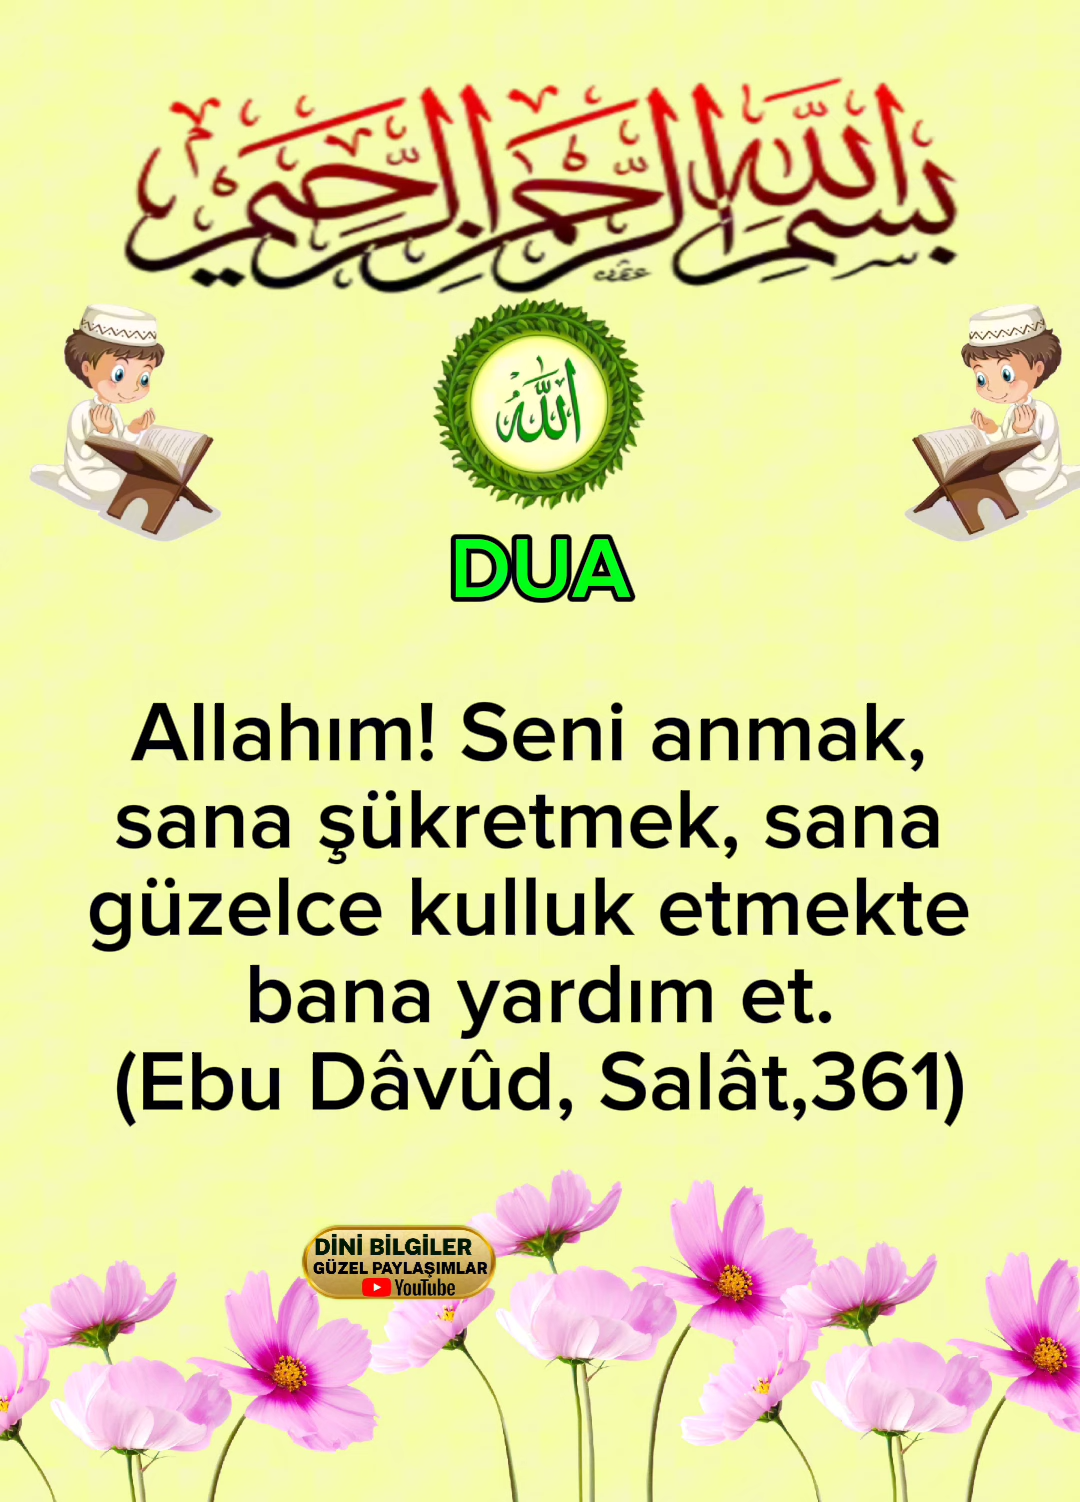 بسم الله الرحمن الرحيم
الله
DUA
Allahım! Seni anmak,
sana şükretmek, sana
güzelce kulluk etmekte
bana yardım et.
(Ebu Dâvûd, Salât,361)
DİNİ BİLGİLER
GÜZEL PAYLAŞIMLAR
YouTube